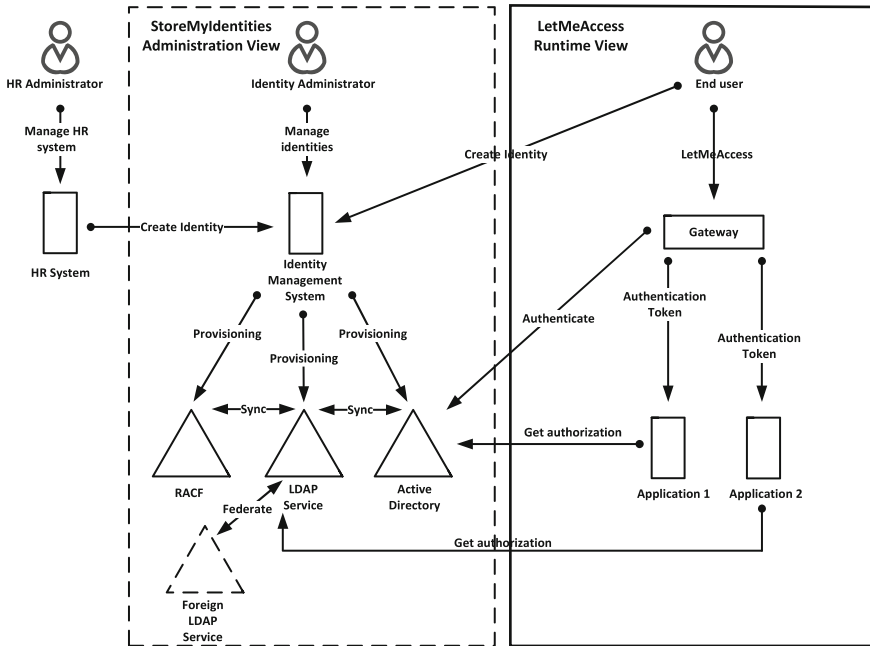 StoreMyIdentities
Administration View
LetMeAccess
Runtime View
HR Administrator
Identity Administrator
End user
Manage HR
system
Manage
identities
Create Identity
LetMeAccess
Create Identity
Gateway
HR System
Identity
Management
System
Authentication
Token
Authenticate
Provisioning
Provisioning
Provisioning
Authentication
Token
Sync
Sync
Get authorization
RACF
LDAP
Service
Active
Directory
Application 1
Application 2
Federate
Get authorization
Foreign
LDAP
Service